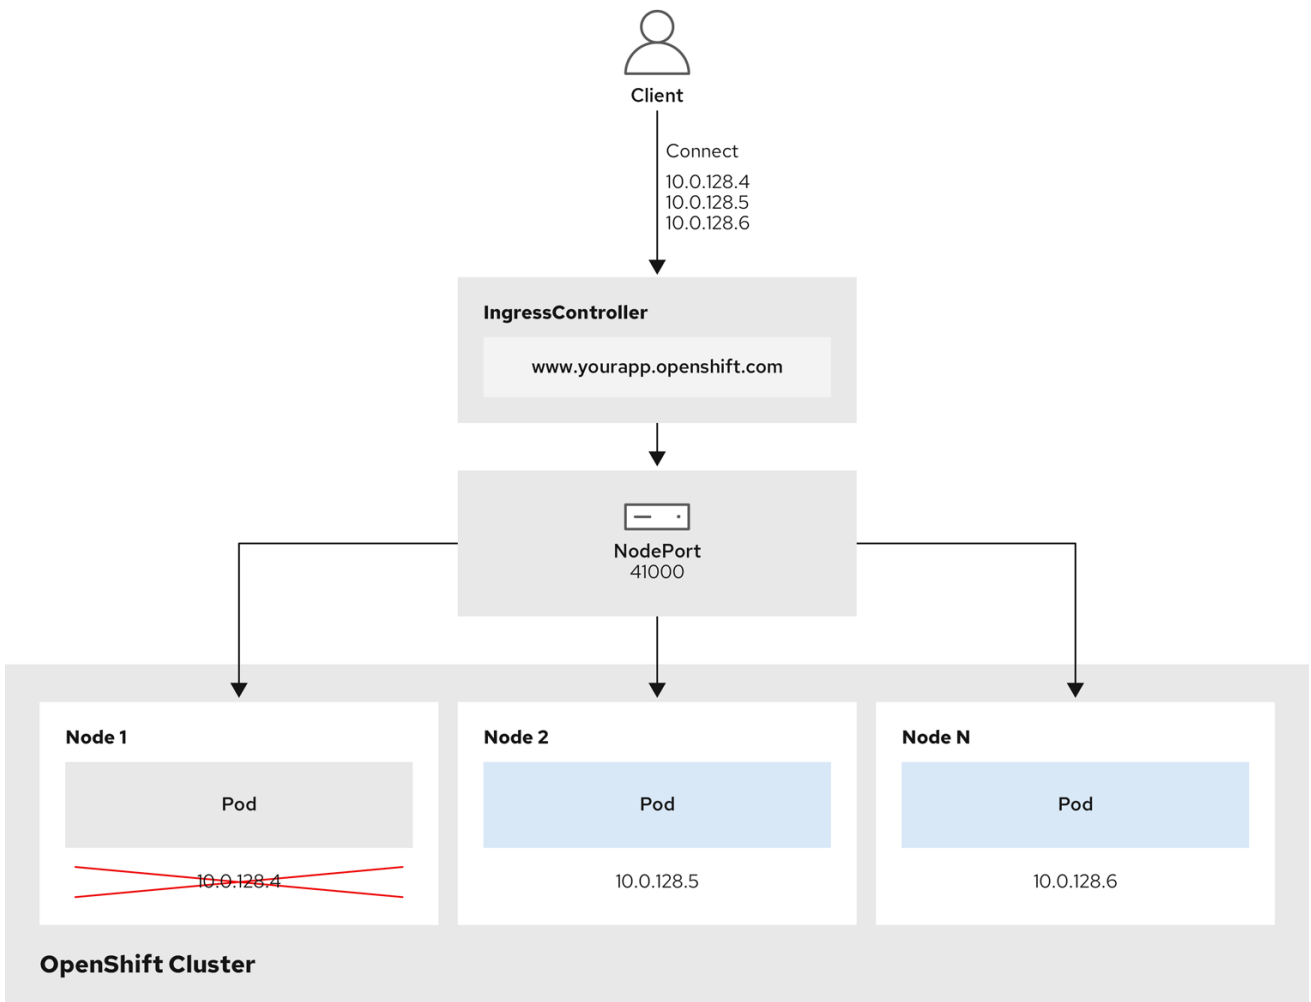 Client
Connect
10.0.128.4
10.0.128.5
10.0.128.6
IngressController
www.yourapp.openshift.com
NodePort
41000
Node 1
Pod
10.0.128.4
Node 2
Pod
10.0.128.5
Node N
Pod
10.0.128.6
OpenShift Cluster